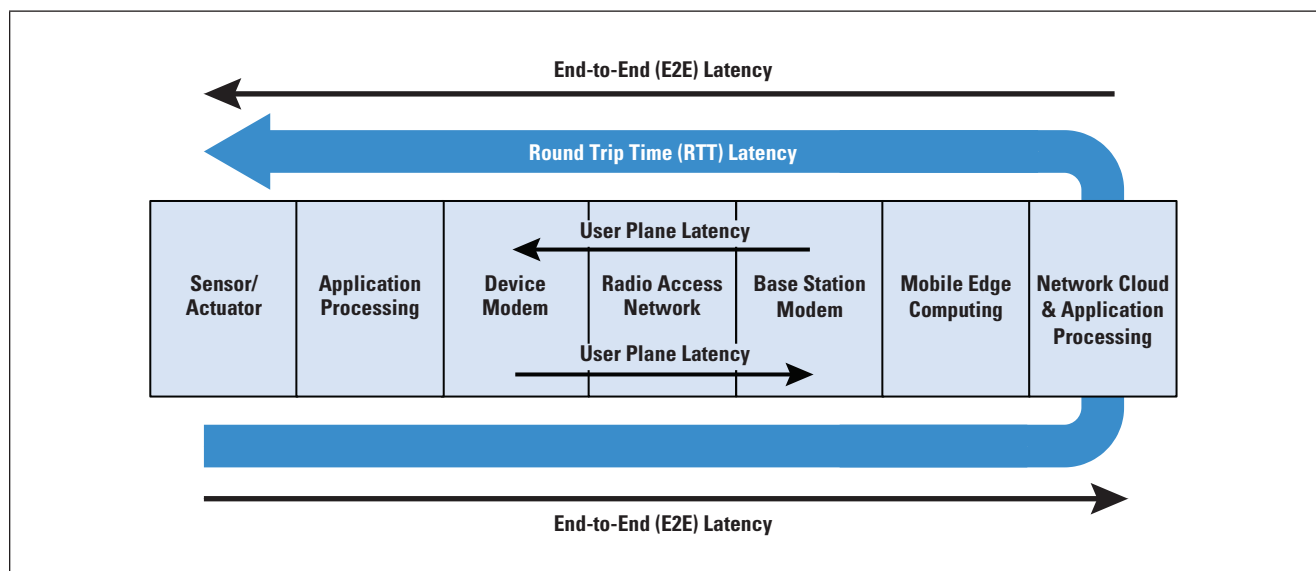 End-to-End (E2E) Latency
Round Trip Time (RTT) Latency
User Plane Latency
Sensor/
Actuator
Application
Processing
Device
Modem
Radio Access
Network
Base Station
Modem
Mobile Edge
Computing
Network Cloud
& Application
Processing
User Plane Latency
End-to-End (E2E) Latency